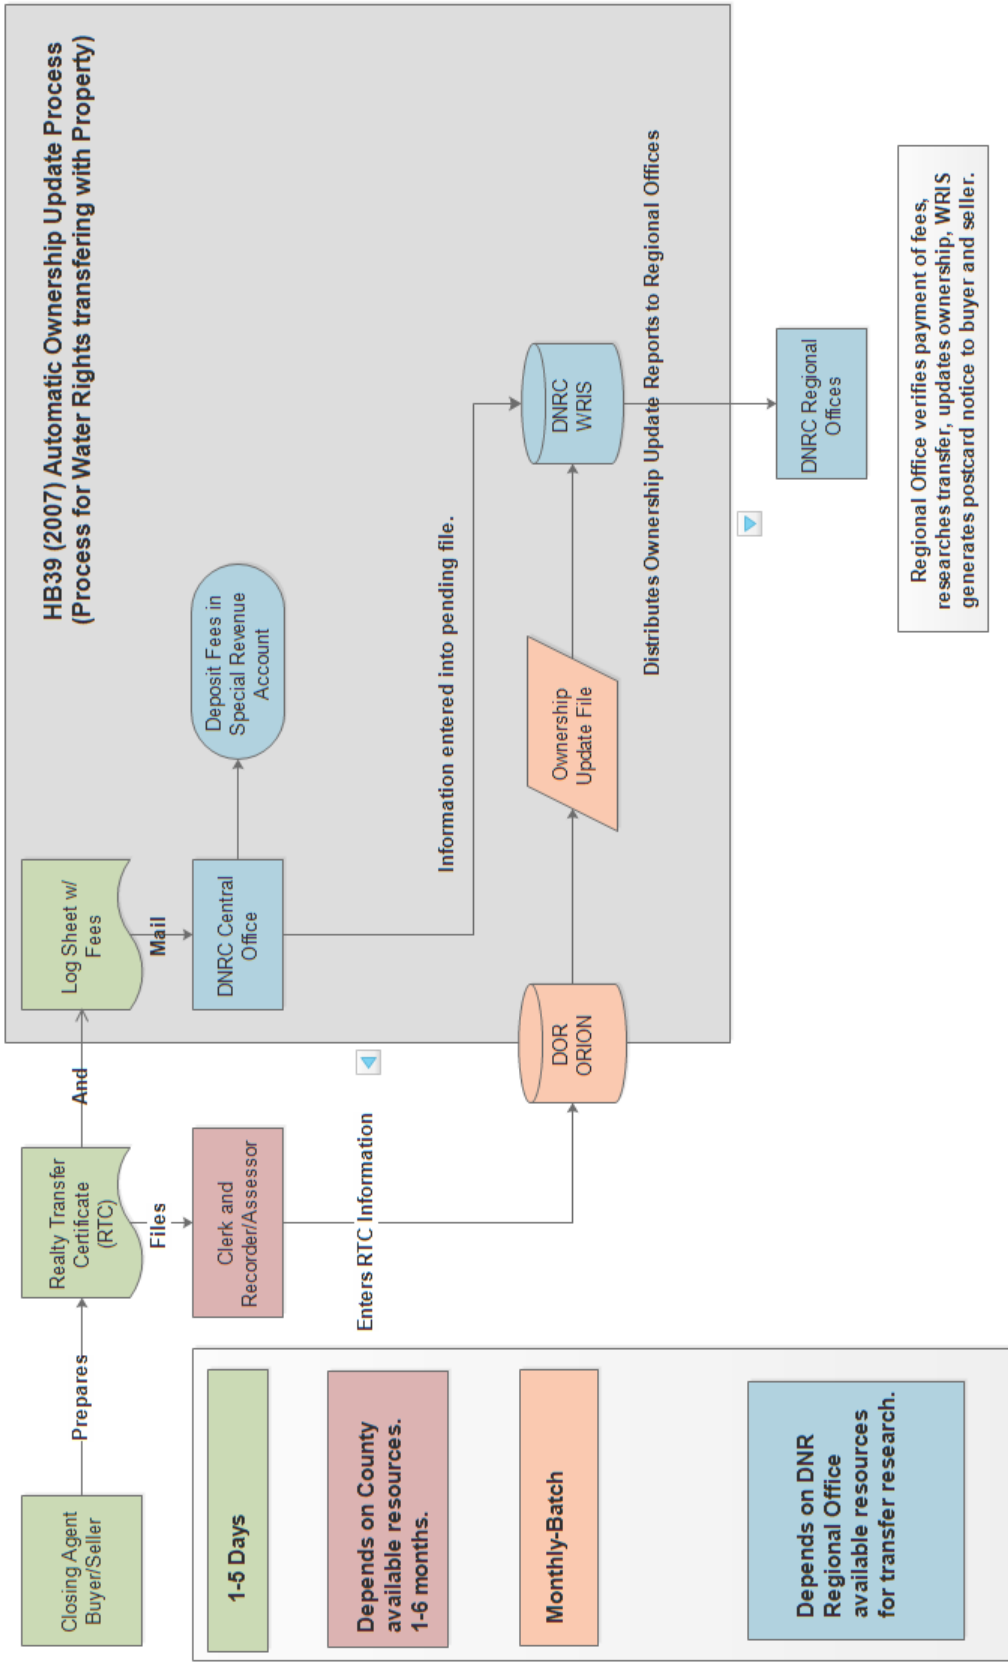 HB39 (2007) Automatic Ownership Update Process
(Process for Water Rights transfering with Property)
Closing Agent
Buyer/Seller
Prepares
Realty Transfer
Certificate
(RTC)
And
Log Sheet w/
Fees
Files
Mail
Clerk and
Recorder/Assessor
DNRC Central
Office
Deposit Fees in
Special Revenue
Account
Enters RTC Information
Information entered into pending file.
DOR
ORION
Ownership
Update File
DNRC
WRIS
Distributes Ownership Update Reports to Regional Offices
DNRC Regional
Offices
Regional Office verifies payment of fees,
researches transfer, updates ownership, WRIS
generates postcard notice to buyer and seller.
1-5 Days
Depends on County
available resources.
1-6 months.
Monthly-Batch
Depends on DNR
Regional Office
available resources
for transfer research.